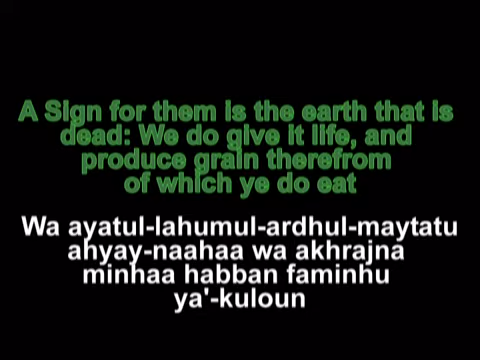 A Sign for them is the earth that is
dead: We do give it life, and
produce grain therefrom
of which ye do eat
Wa ayatul-lahumul-ardhul-maytatu
ahyay-naahaa wa akhrajna
minhaa habban faminhu
ya'-kuloun